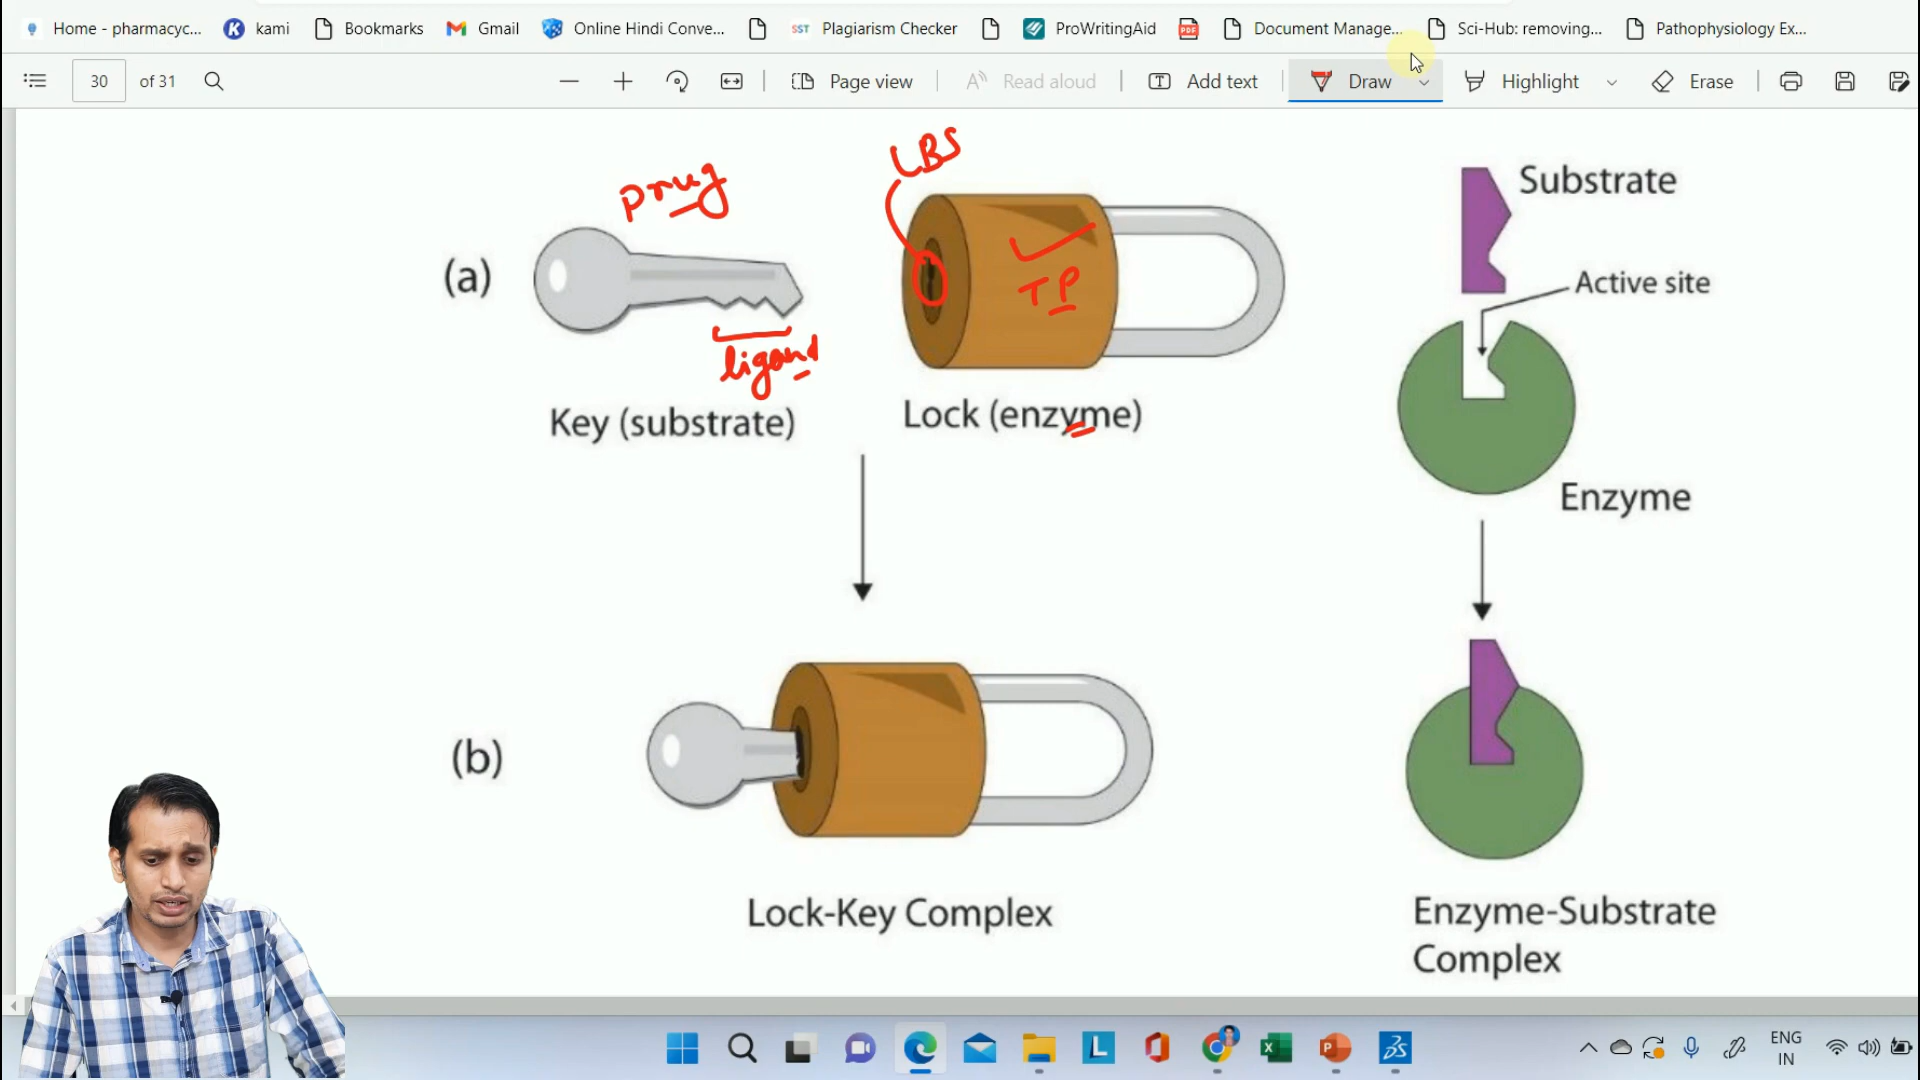 Home - pharmacyc... kami Bookmarks Gmail Online Hindi Conve... SST Plagiarism Checker ProWritingAid PDF Document Manage... Sci-Hub: removing... Pathophysiology Ex...
30 of 31 Page view Read aloud Add text Draw Highlight Erase
LBS
Drug
Substrate
(a)
TP
Active site
ligand
Key (substrate)
Lock (enzyme)
Enzyme
(b)
Lock-Key Complex
Enzyme-Substrate
Complex
ENG
IN